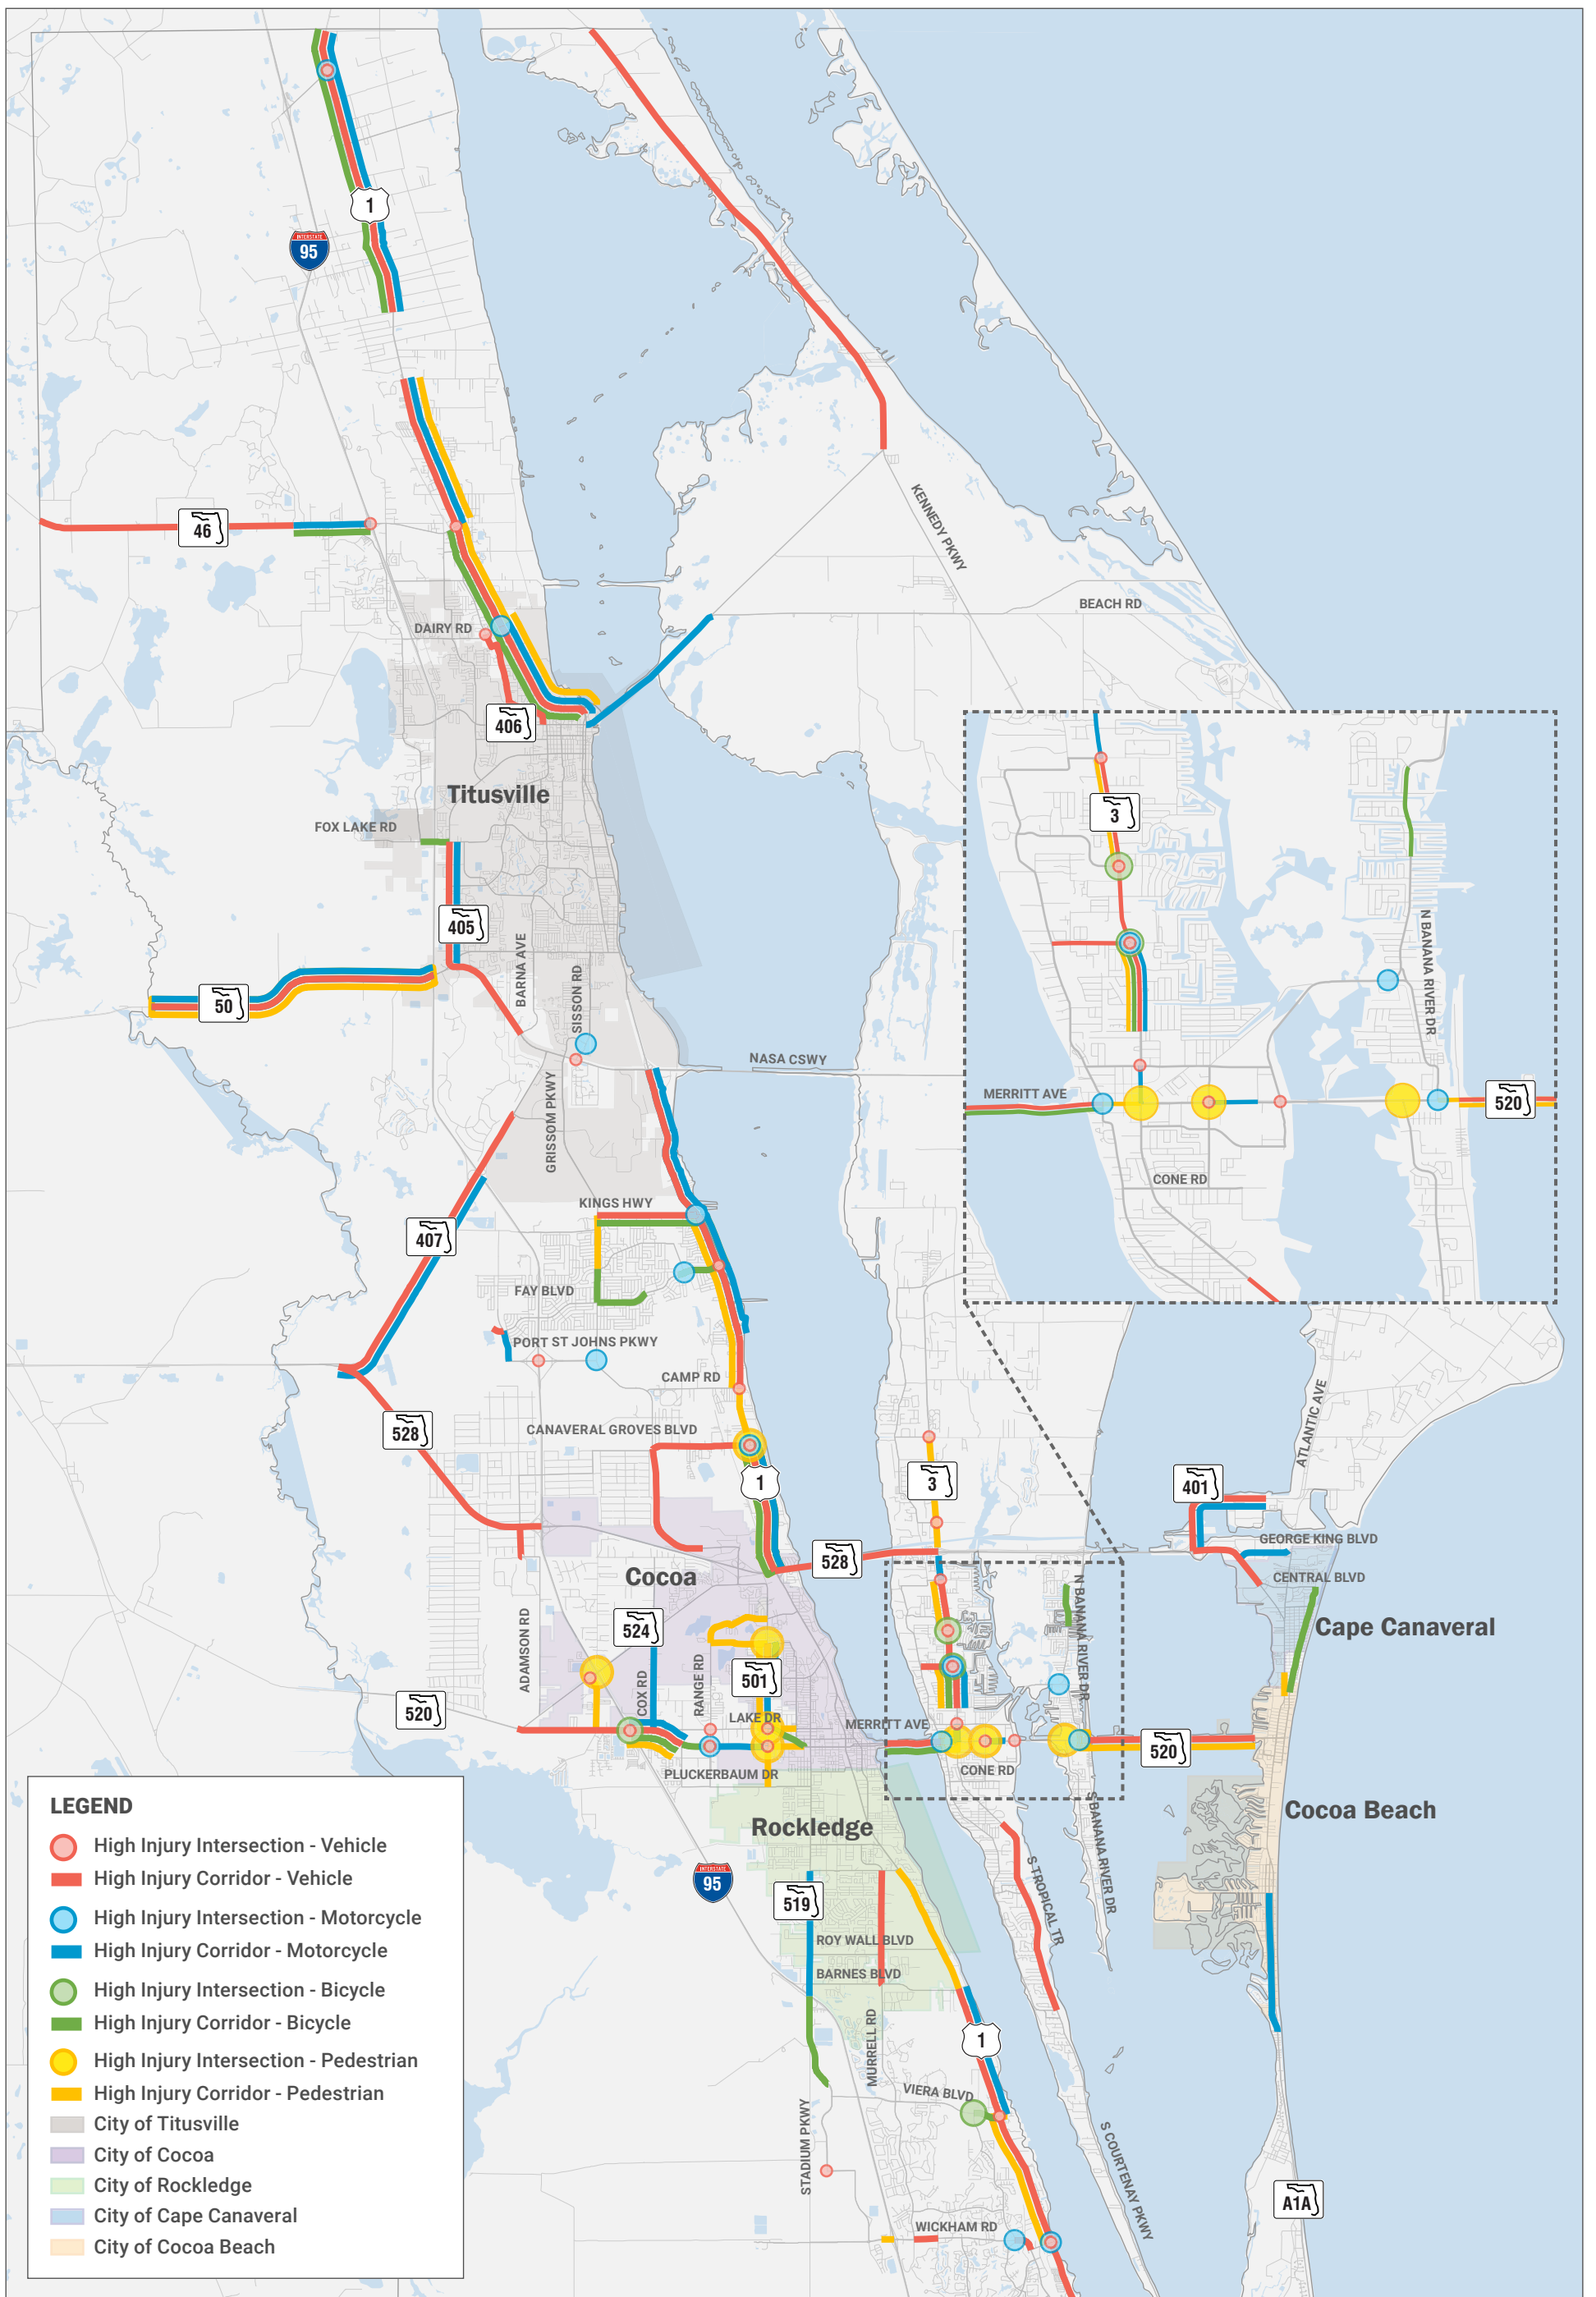 1
INTERSTATE
95
46
KENNEDY PKWY
BEACH RD
DAIRY RD
406
Titusville
FOX LAKE RD
405
BARNA AVE
SISSON RD
50
NASA CSWY
GRISSOM PKWY
3
N BANANA RIVER DR
MERRITT AVE
520
CONE RD
KINGS HWY
407
FAY BLVD
PORT ST JOHNS PKWY
CAMP RD
528
CANAVERAL GROVES BLVD
1
3
ATLANTIC AVE
401
GEORGE KING BLVD
528
CENTRAL BLVD
Cocoa
N BANANA RIVER DR
Cape Canaveral
524
ADAMSON RD
COX RD
RANGE RD
501
520
LAKE DR
MERRITT AVE
520
PLUCKERBAUM DR
CONE RD
Rockledge
Cocoa Beach
S BANANA RIVER DR
S TROPICAL TR
INTERSTATE
95
519
ROY WALL BLVD
BARNES BLVD
MURRELL RD
1
VIERA BLVD
STADIUM PKWY
S COURTENAY PKWY
A1A
WICKHAM RD
LEGEND
High Injury Intersection - Vehicle
High Injury Corridor - Vehicle
High Injury Intersection - Motorcycle
High Injury Corridor - Motorcycle
High Injury Intersection - Bicycle
High Injury Corridor - Bicycle
High Injury Intersection - Pedestrian
High Injury Corridor - Pedestrian
City of Titusville
City of Cocoa
City of Rockledge
City of Cape Canaveral
City of Cocoa Beach